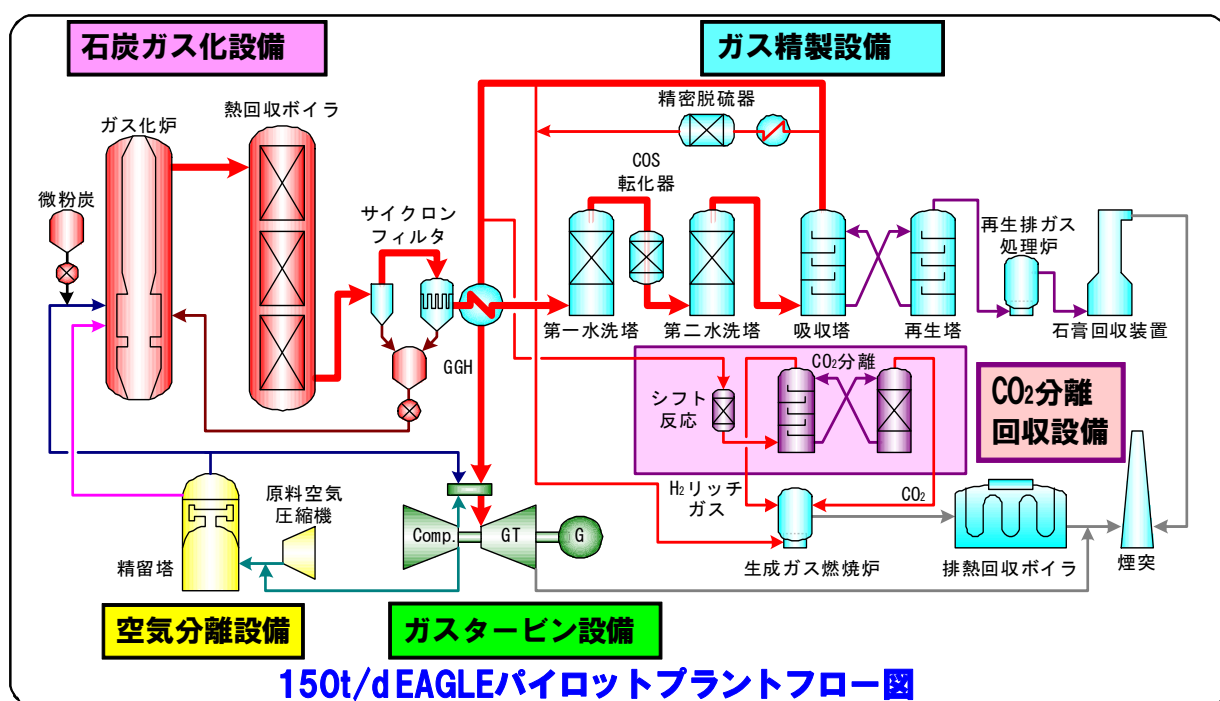 石炭ガス化設備
ガス精製設備
熱回収ボイラ
ガス化炉
精密脱硫器
COS
転化器
微粉炭
サイクロン
フィルタ
再生排ガス
処理炉
第一水洗塔
第二水洗塔
吸収塔
再生塔
石膏回収装置
GGH
CO₂分離
シフト
反応
CO₂分離
回収設備
原料空気
圧縮機
H₂リッチ
ガス
CO₂
Comp.
GT
G
精留塔
生成ガス燃焼炉
排熱回収ボイラ
煙突
空気分離設備
ガスタービン設備
150t/d EAGLEパイロットプラントフロー図